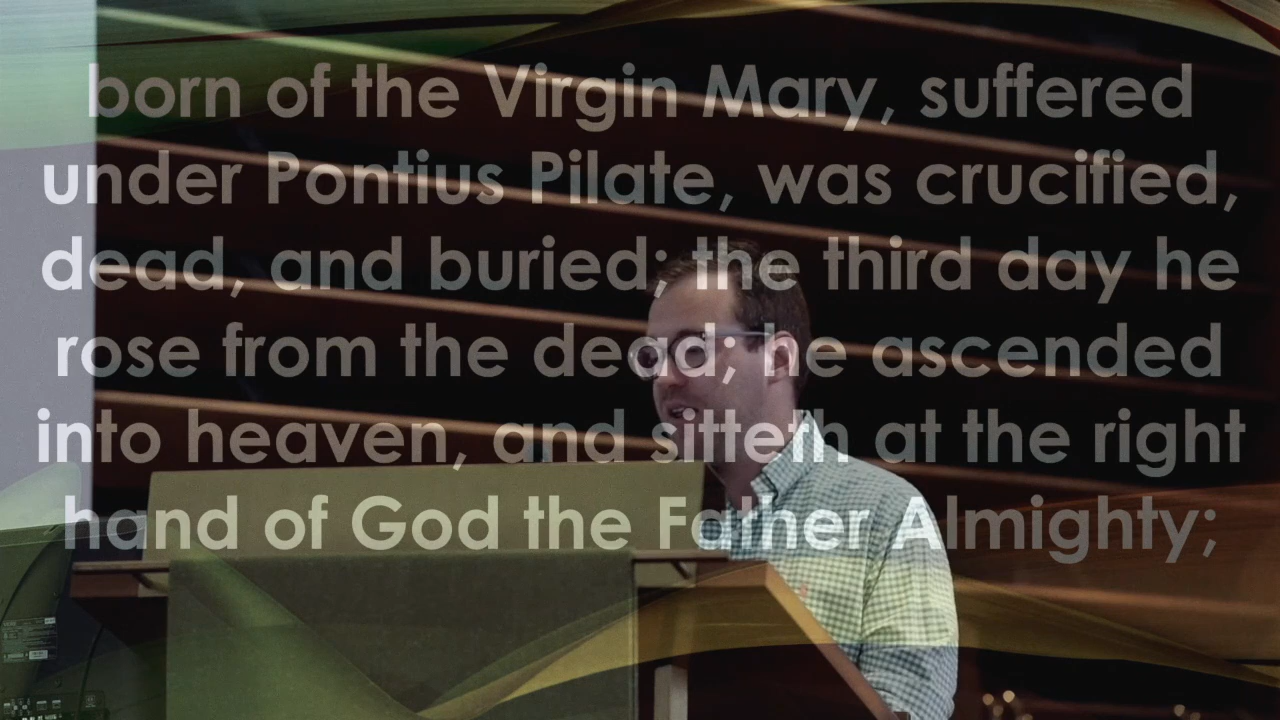 born of the Virgin Mary, suffered
under Pontius Pilate, was crucified,
dead, and buried; the third day he
rose from the dead; he ascended
into heaven, and sitteth at the right
hand of God the Father Almighty;